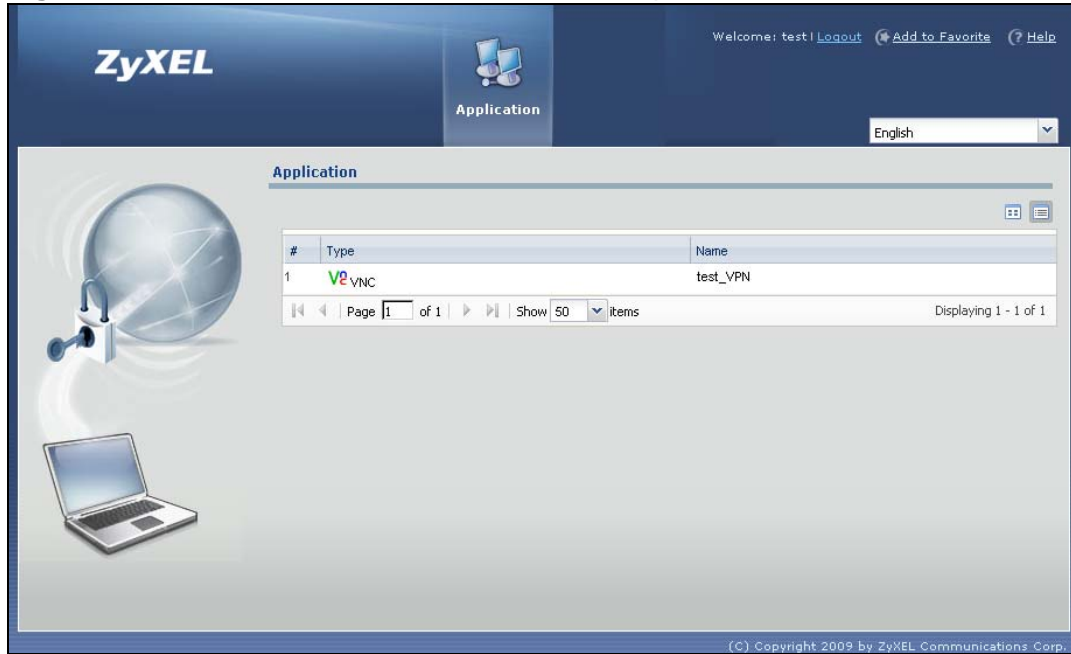 ZyXEL
Welcome: test | Logout Add to Favorite ? Help
Application
English
Application
# Type Name
1 VNC test_VPN
Page 1 of 1 Show 50 items Displaying 1 - 1 of 1
(C) Copyright 2009 by ZyXEL Communications Corp.